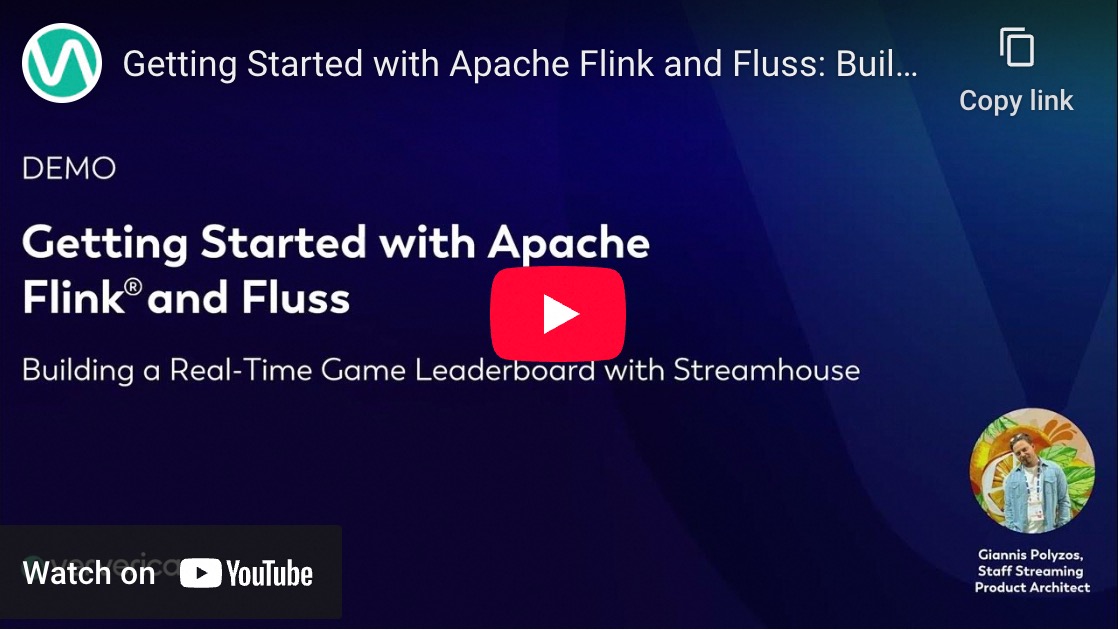 Getting Started with Apache Flink and Fluss: Buil...
Copy link
DEMO
Getting Started with Apache
Flink® and Fluss
Building a Real-Time Game Leaderboard with Streamhouse
Giannis Polyzos,
Staff Streaming
Product Architect
Watch on YouTube